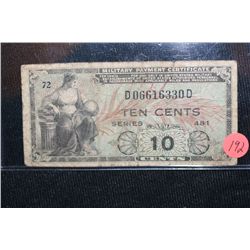 MILITARY PAYMENT CERTIFICATE
72
D06616330D
TEN CENTS
SERIES 481
10
CENTS
192